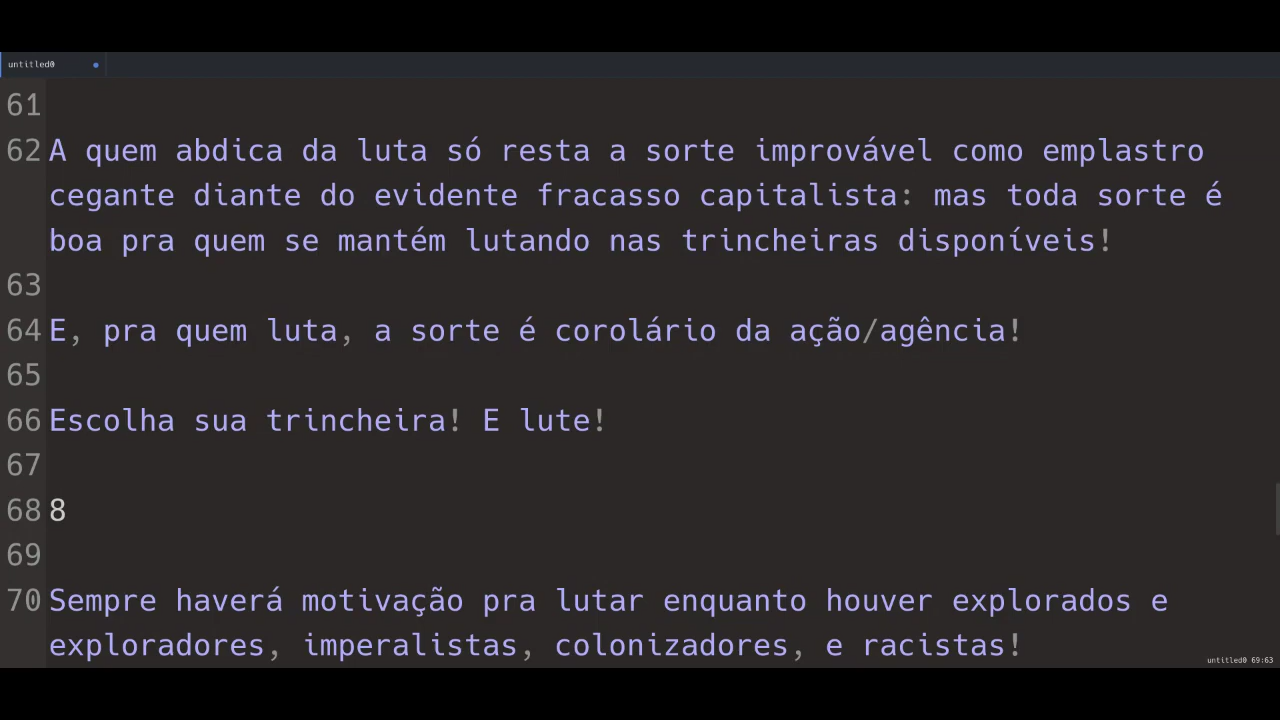 untitled0
61
62 A quem abdica da luta só resta a sorte improvável como emplastro
cegante diante do evidente fracasso capitalista: mas toda sorte é
boa pra quem se mantém lutando nas trincheiras disponíveis!
63
64 E, pra quem luta, a sorte é corolário da ação/agência!
65
66 Escolha sua trincheira! E lute!
67
68 8
69
70 Sempre haverá motivação pra lutar enquanto houver explorados e
exploradores, imperalistas, colonizadores, e racistas!
untitled0 69:63